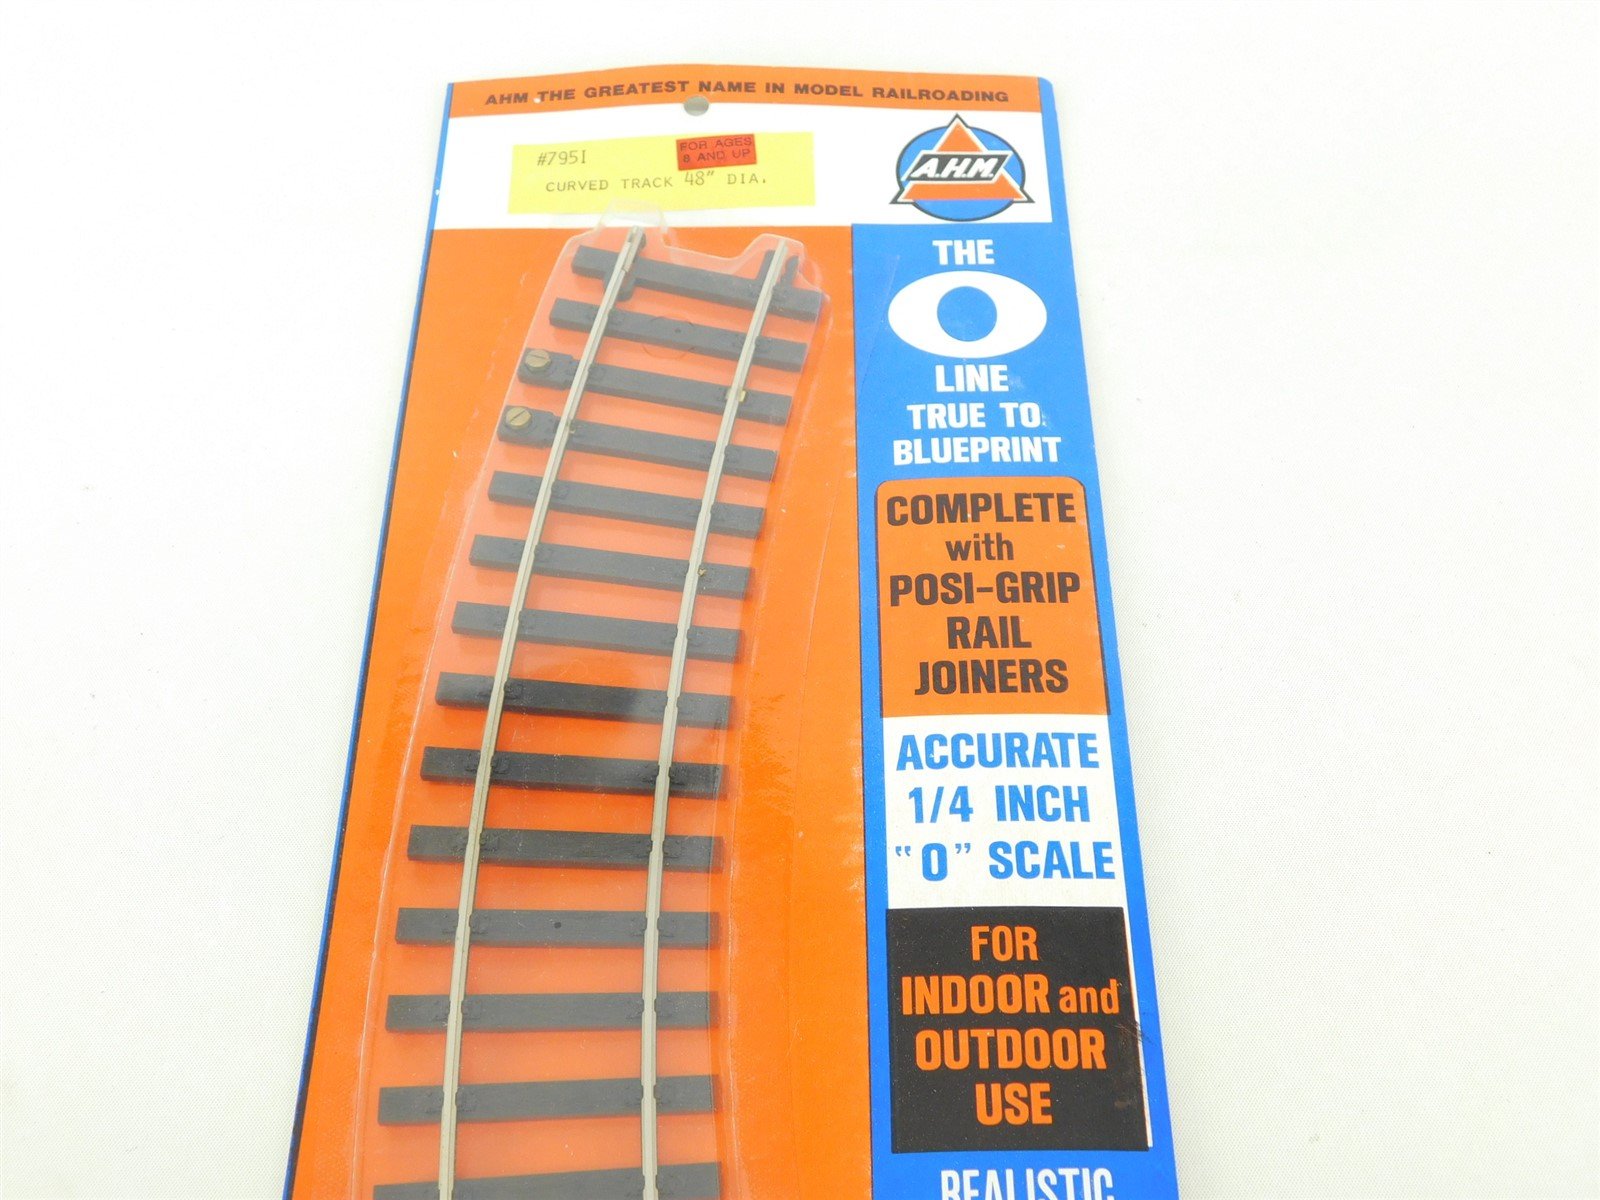 AHM THE GREATEST NAME IN MODEL RAILROADING
#7951
FOR AGES
8 AND UP
CURVED TRACK 48" DIA.
A.H.M.
THE
O
LINE
TRUE TO
BLUEPRINT
COMPLETE
with
POSI-GRIP
RAIL
JOINERS
ACCURATE
1/4 INCH
"O" SCALE
FOR
INDOOR and
OUTDOOR
USE
REALISTIC